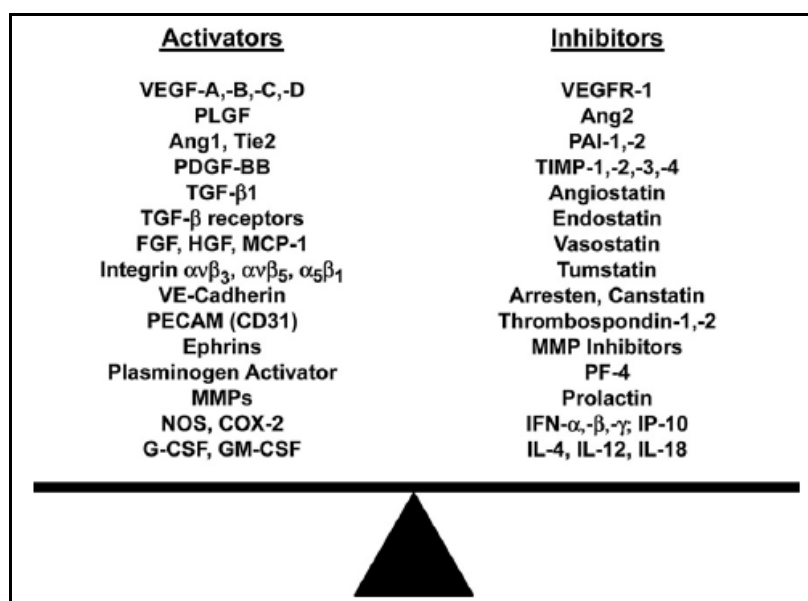 Activators
VEGF-A,-B,-C,-D
PLGF
Ang1, Tie2
PDGF-BB
TGF-β1
TGF-β receptors
FGF, HGF, MCP-1
Integrin ανβ3, ανβ5, α5β1
VE-Cadherin
PECAM (CD31)
Ephrins
Plasminogen Activator
MMPs
NOS, COX-2
G-CSF, GM-CSF
Inhibitors
VEGFR-1
Ang2
PAI-1,-2
TIMP-1,-2,-3,-4
Angiostatin
Endostatin
Vasostatin
Tumstatin
Arresten, Canstatin
Thrombospondin-1,-2
MMP Inhibitors
PF-4
Prolactin
IFN-α,-β,-γ; IP-10
IL-4, IL-12, IL-18